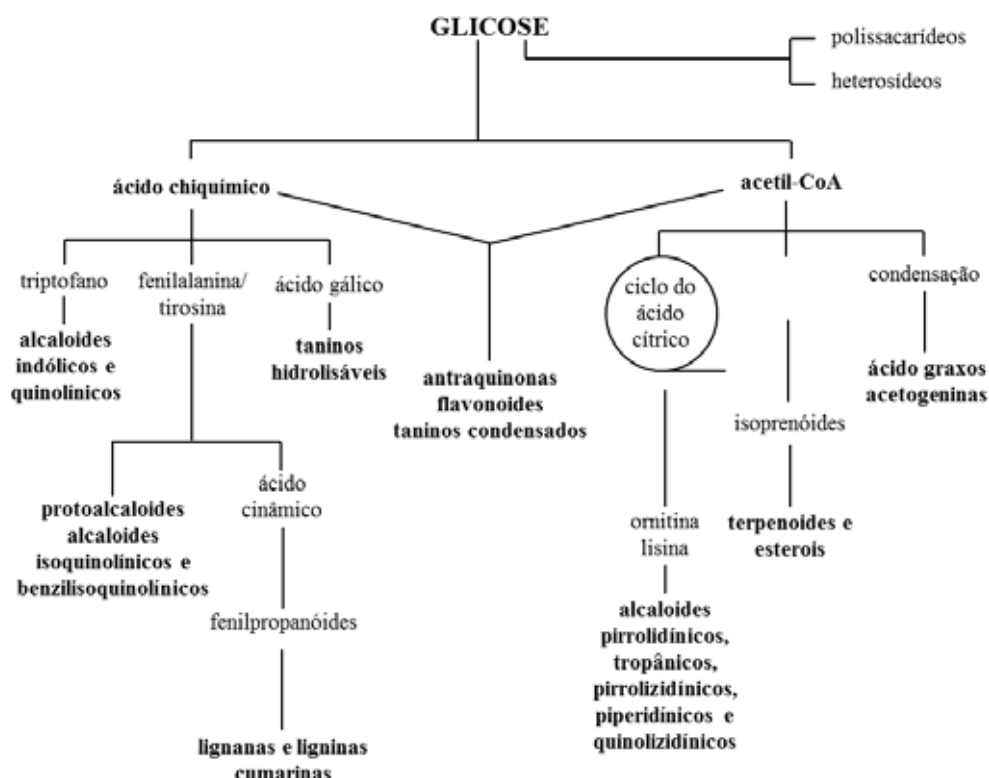 GLICOSE
polissacarídeos
heterosídeos
ácido chiquímico
acetil-CoA
triptofano
alcaloides
indólicos e
quinolínicos
fenilalanina/
tirosina
ácido gálico
taninos
hidrolisáveis
antraquinonas
flavonoides
taninos condensados
ciclo do
ácido
cítrico
condensação
ácido graxos
acetogeninas
isoprenóides
terpenoides e
esterois
protoalcaloides
alcaloides
isoquinolínicos e
benzilisoquinolínicos
ácido
cinâmico
fenilpropanóides
lignanas e ligninas
cumarinas
ornitina
lisina
alcaloides
pirrolidínicos,
tropânicos,
pirrolizidínicos,
piperidínicos e
quinolizidínicos